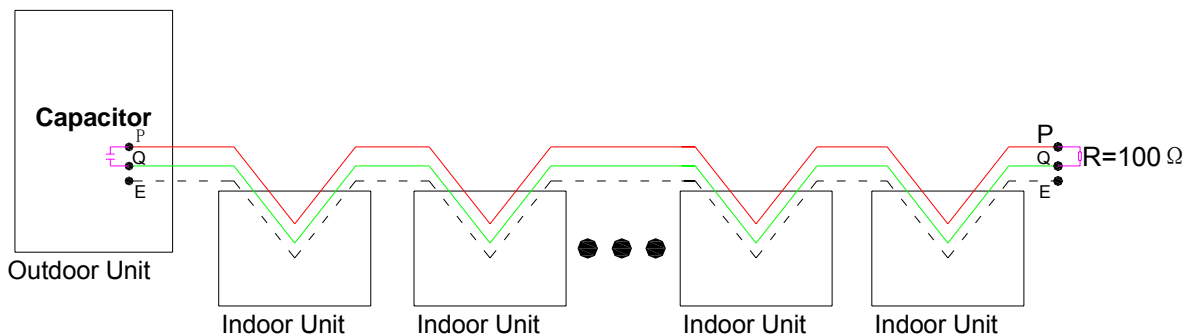 Capacitor
P
Q
E
Outdoor Unit
P
Q
E
R=100 Ω
Indoor Unit
Indoor Unit
Indoor Unit
Indoor Unit